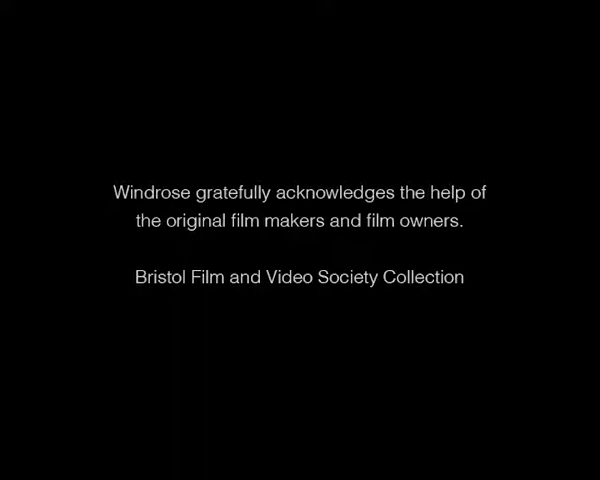 Windrose gratefully acknowledges the help of
the original film makers and film owners.
Bristol Film and Video Society Collection